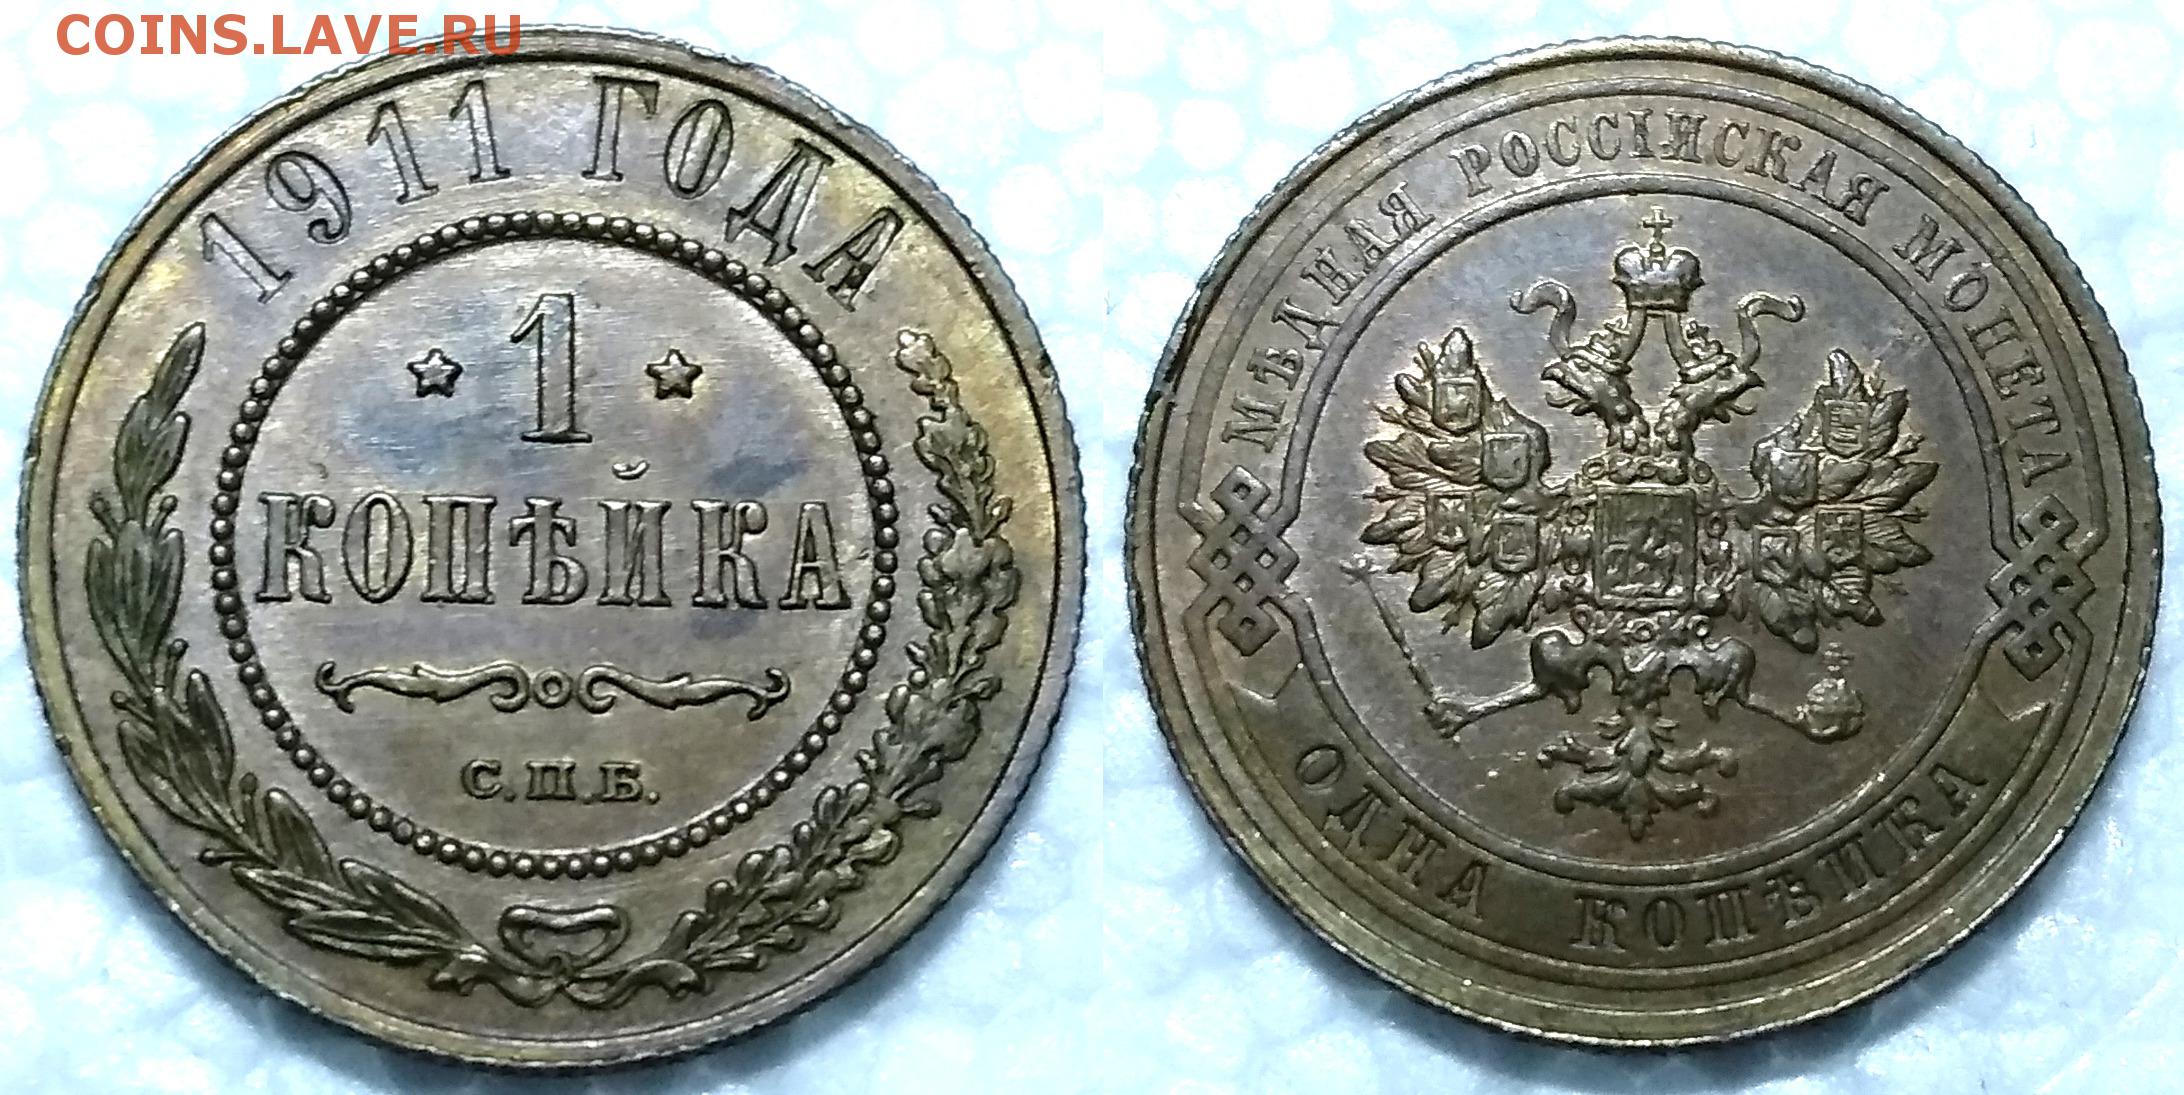 COINS.LAVE.RU
1911 ГОДА
1
КОПѢЙКА
С.П.Б.
МѢДНАЯ РОССІЙСКАЯ МОНЕТА
ОДНА КОПѢЙКА